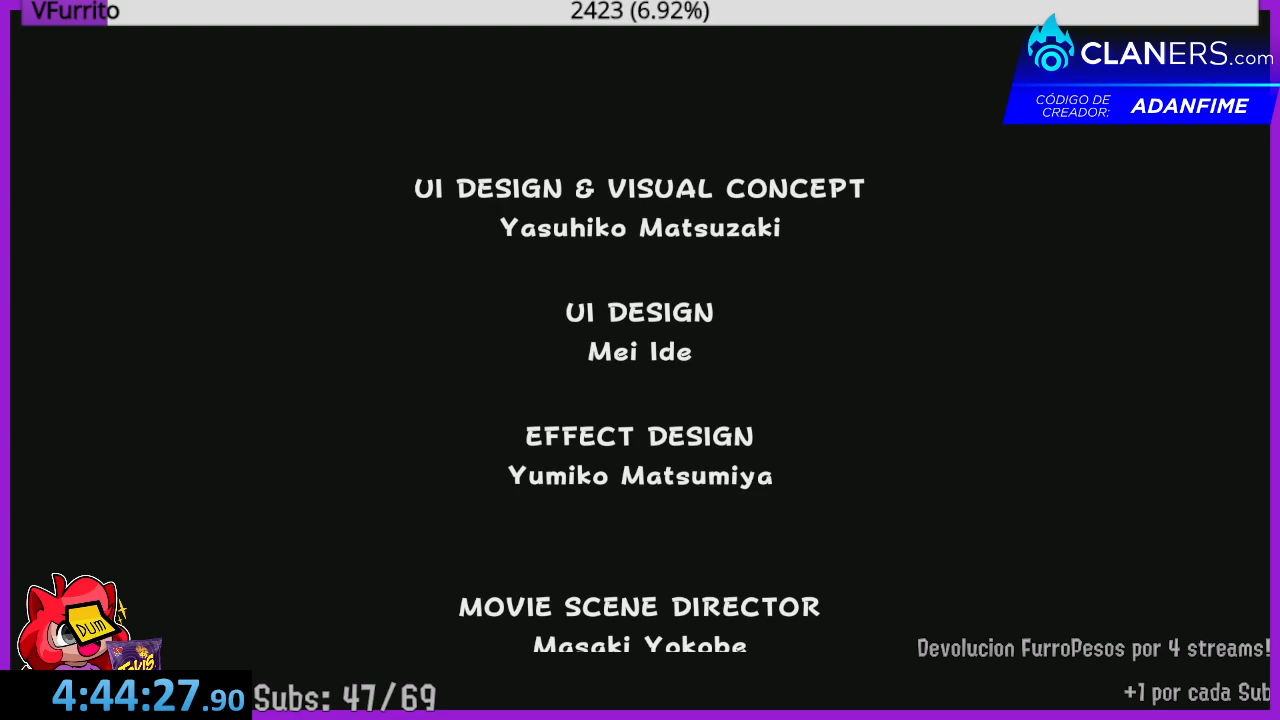 VFurrito
2423 (6.92%)
CLANERS.com
CÓDIGO DE
CREADOR:
ADANFIME
UI DESIGN & VISUAL CONCEPT
Yasuhiko Matsuzaki
UI DESIGN
Mei Ide
EFFECT DESIGN
Yumiko Matsumiya
MOVIE SCENE DIRECTOR
Masaki Yokobe
DUM
TAKIS
Devolucion FurroPesos por 4 streams!
+1 por cada Sub
4:44:27.90
Subs: 47/69